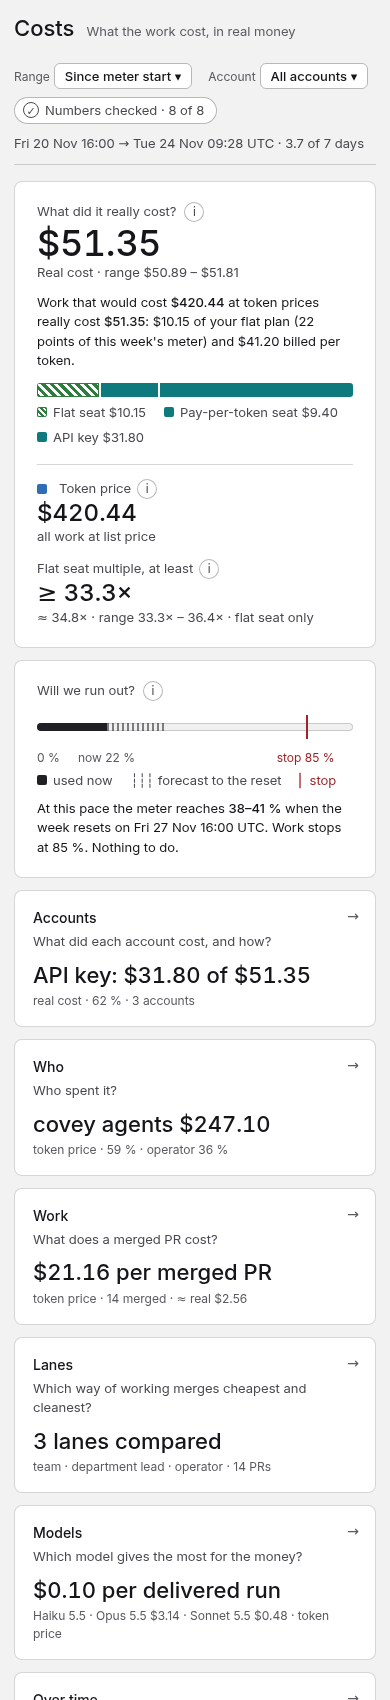 Costs What the work cost, in real money
Range Since meter start ▾ Account All accounts ▾
✓ Numbers checked · 8 of 8
Fri 20 Nov 16:00 → Tue 24 Nov 09:28 UTC · 3.7 of 7 days
What did it really cost? i
$51.35
Real cost · range $50.89 – $51.81
Work that would cost $420.44 at token prices
really cost $51.35: $10.15 of your flat plan (22
points of this week's meter) and $41.20 billed per
token.
Flat seat $10.15 Pay-per-token seat $9.40
API key $31.80
Token price i
$420.44
all work at list price
Flat seat multiple, at least i
≥ 33.3×
≈ 34.8× · range 33.3× – 36.4× · flat seat only
Will we run out? i
0 % now 22 % stop 85 %
used now forecast to the reset stop
At this pace the meter reaches 38–41 % when the
week resets on Fri 27 Nov 16:00 UTC. Work stops
at 85 %. Nothing to do.
Accounts →
What did each account cost, and how?
API key: $31.80 of $51.35
real cost · 62 % · 3 accounts
Who →
Who spent it?
covey agents $247.10
token price · 59 % · operator 36 %
Work →
What does a merged PR cost?
$21.16 per merged PR
token price · 14 merged · ≈ real $2.56
Lanes →
Which way of working merges cheapest and
cleanest?
3 lanes compared
team · department lead · operator · 14 PRs
Models →
Which model gives the most for the money?
$0.10 per delivered run
Haiku 5.5 · Opus 5.5 $3.14 · Sonnet 5.5 $0.48 · token
price
Over time →